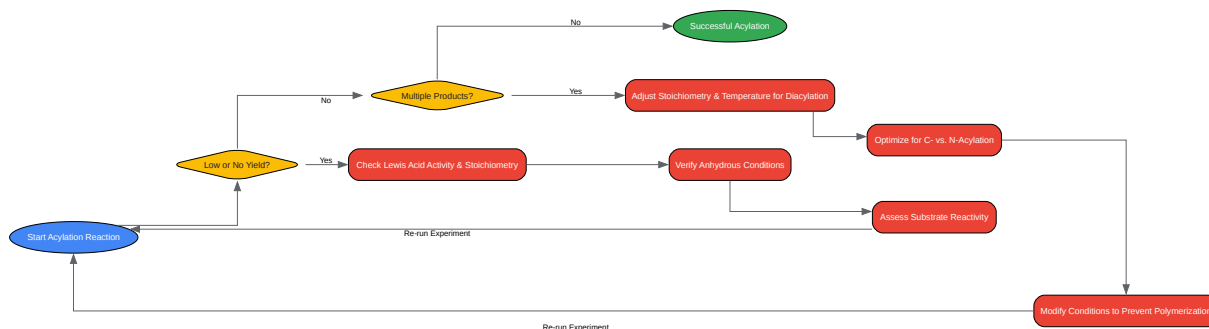 No
Successful Acylation
Multiple Products?
Yes
Adjust Stoichiometry & Temperature for Diacylation
No
Optimize for C- vs. N-Acylation
Low or No Yield?
Yes
Check Lewis Acid Activity & Stoichiometry
Verify Anhydrous Conditions
Assess Substrate Reactivity
Start Acylation Reaction
Re-run Experiment
Modify Conditions to Prevent Polymerization
Re-run Experiment